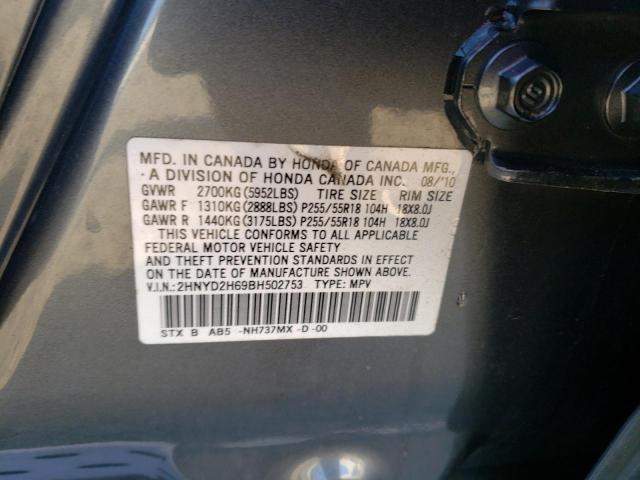 MFD. IN CANADA BY HONDA OF CANADA MFG.,
A DIVISION OF HONDA CANADA INC. 08/'10
GVWR 2700KG(5952LBS) TIRE SIZE RIM SIZE
GAWR F 1310KG(2888LBS) P255/55R18 104H 18X8.0J
GAWR R 1440KG(3175LBS) P255/55R18 104H 18X8.0J
THIS VEHICLE CONFORMS TO ALL APPLICABLE
FEDERAL MOTOR VEHICLE SAFETY
AND THEFT PREVENTION STANDARDS IN EFFECT
ON THE DATE OF MANUFACTURE SHOWN ABOVE.
V.I.N.:2HNYD2H69BH502753 TYPE: MPV
STX B AB5 -NH737MX -D -00